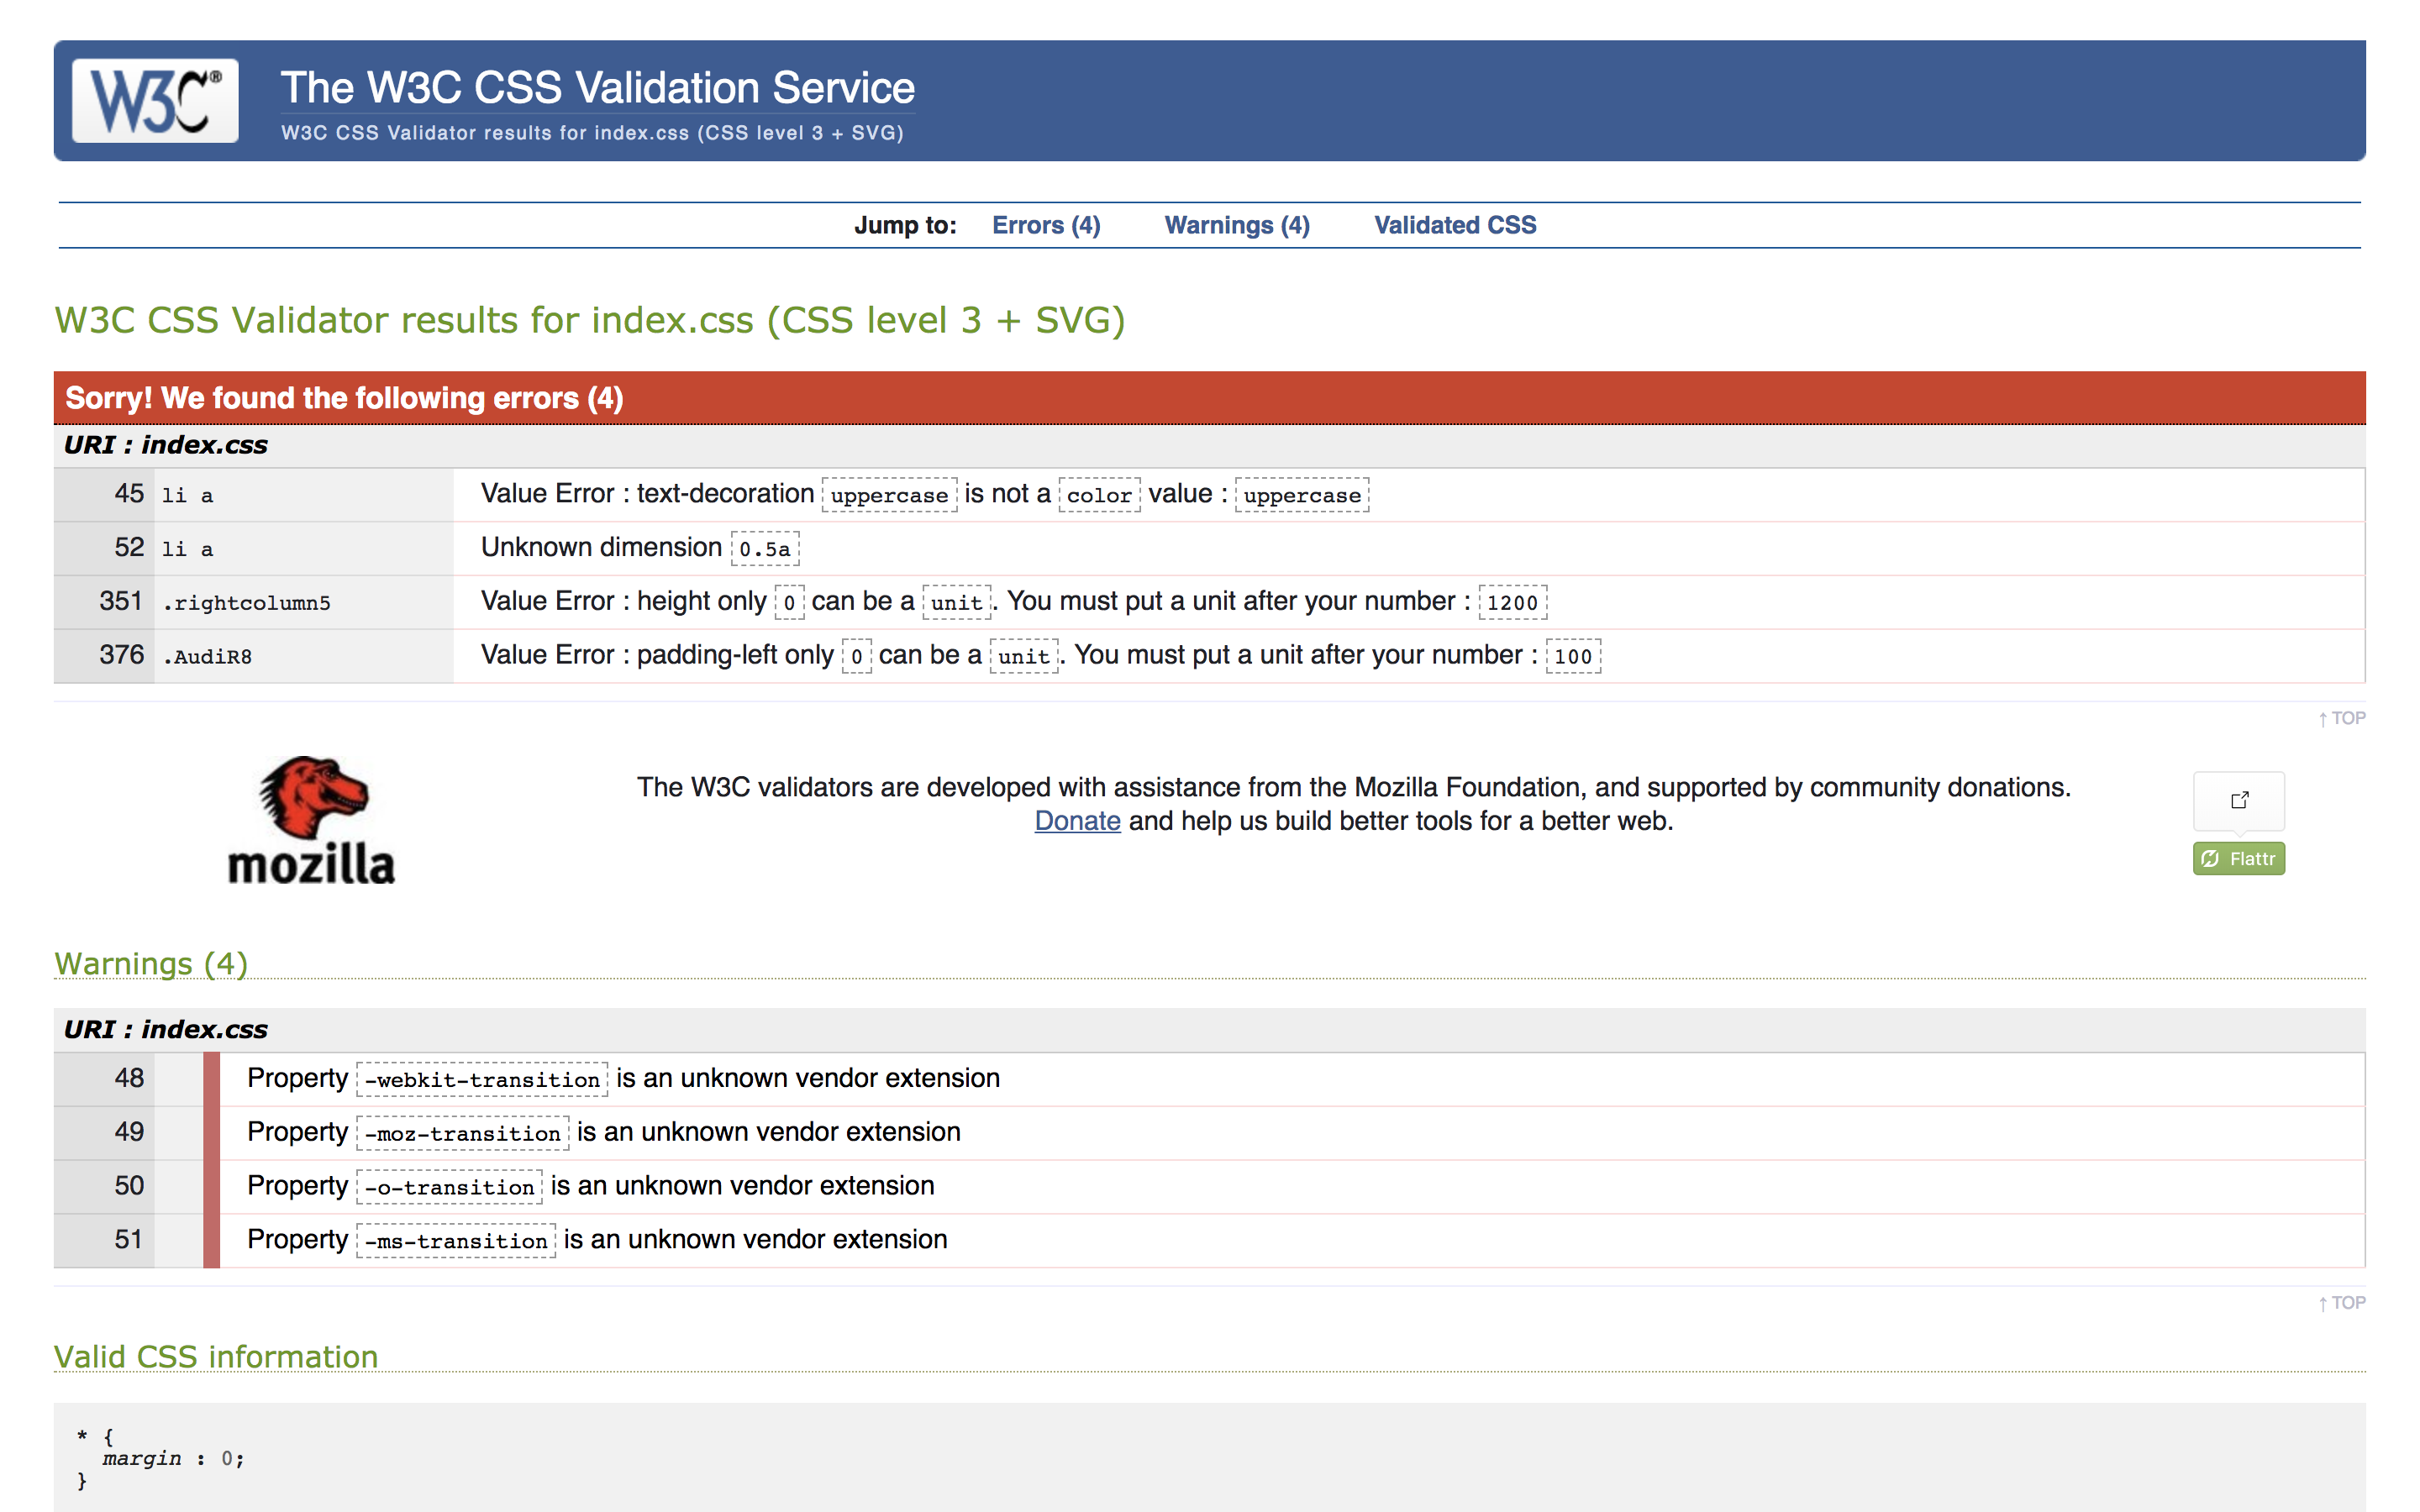 W3C®
The W3C CSS Validation Service
W3C CSS Validator results for index.css (CSS level 3 + SVG)
Jump to: Errors (4) Warnings (4) Validated CSS
W3C CSS Validator results for index.css (CSS level 3 + SVG)
Sorry! We found the following errors (4)
URI : index.css
45 li a Value Error : text-decoration uppercase is not a color value : uppercase
52 li a Unknown dimension 0.5a
351 .rightcolumn5 Value Error : height only 0 can be a unit. You must put a unit after your number : 1200
376 .AudiR8 Value Error : padding-left only 0 can be a unit. You must put a unit after your number : 100
↑ TOP
mozilla
The W3C validators are developed with assistance from the Mozilla Foundation, and supported by community donations.
Donate and help us build better tools for a better web.
Flattr
Warnings (4)
URI : index.css
48 Property -webkit-transition is an unknown vendor extension
49 Property -moz-transition is an unknown vendor extension
50 Property -o-transition is an unknown vendor extension
51 Property -ms-transition is an unknown vendor extension
↑ TOP
Valid CSS information
* {
margin : 0;
}